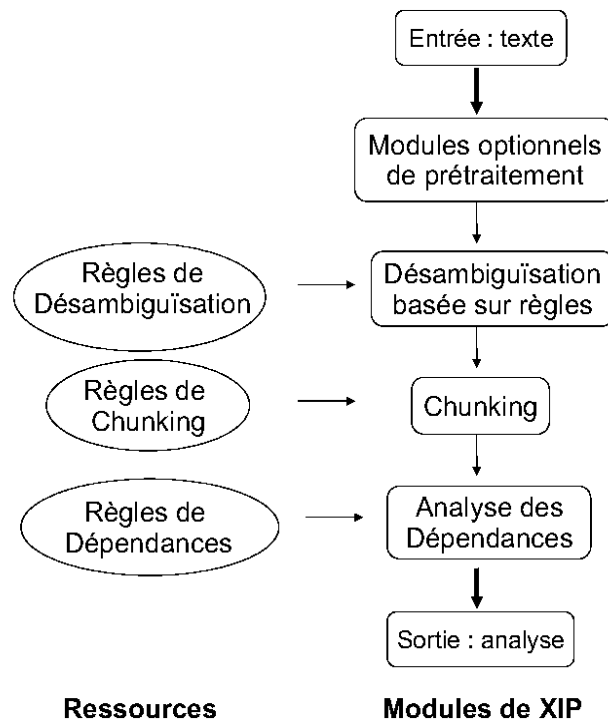 Entrée : texte
Modules optionnels
de prétraitement
Règles de
Désambiguïsation
Désambiguïsation
basée sur règles
Règles de
Chunking
Chunking
Règles de
Dépendances
Analyse des
Dépendances
Sortie : analyse
Ressources
Modules de XIP